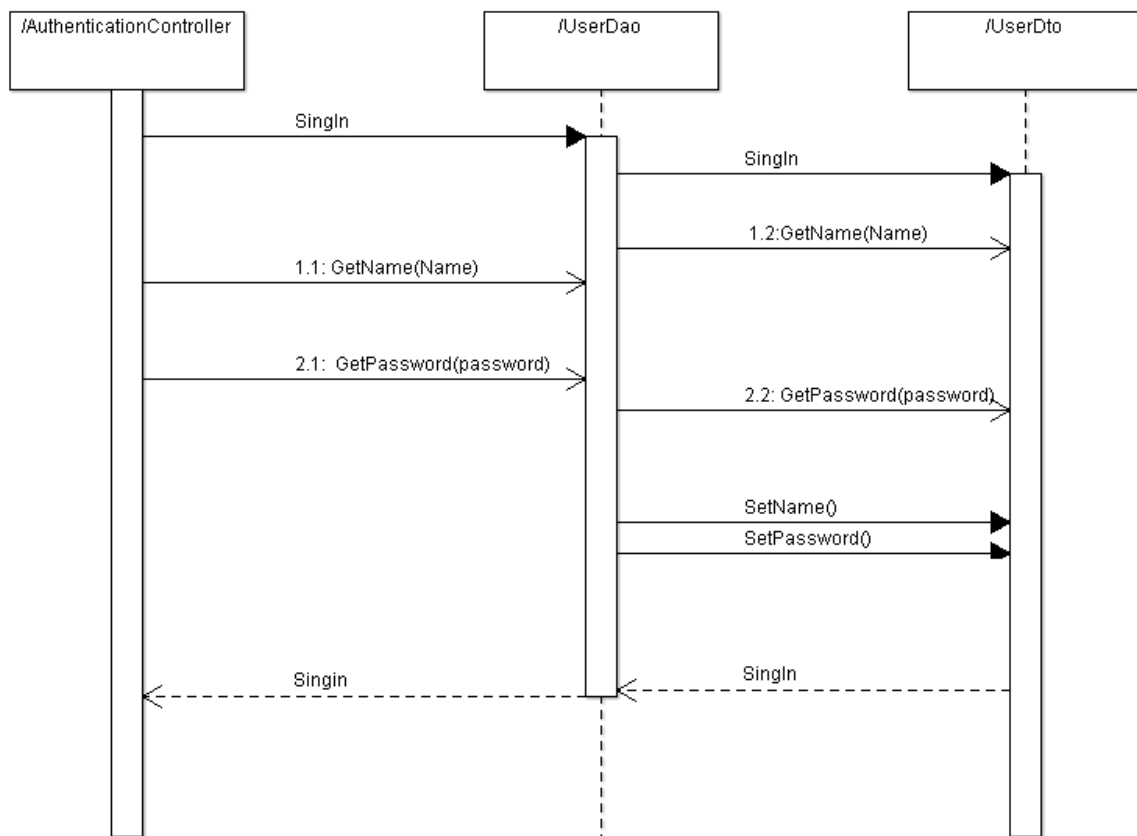 /AuthenticationController
/UserDao
/UserDto
SingIn
SingIn
1.2:GetName(Name)
1.1: GetName(Name)
2.1:  GetPassword(password)
2.2: GetPassword(password)
SetName()
SetPassword()
SingIn
Singin